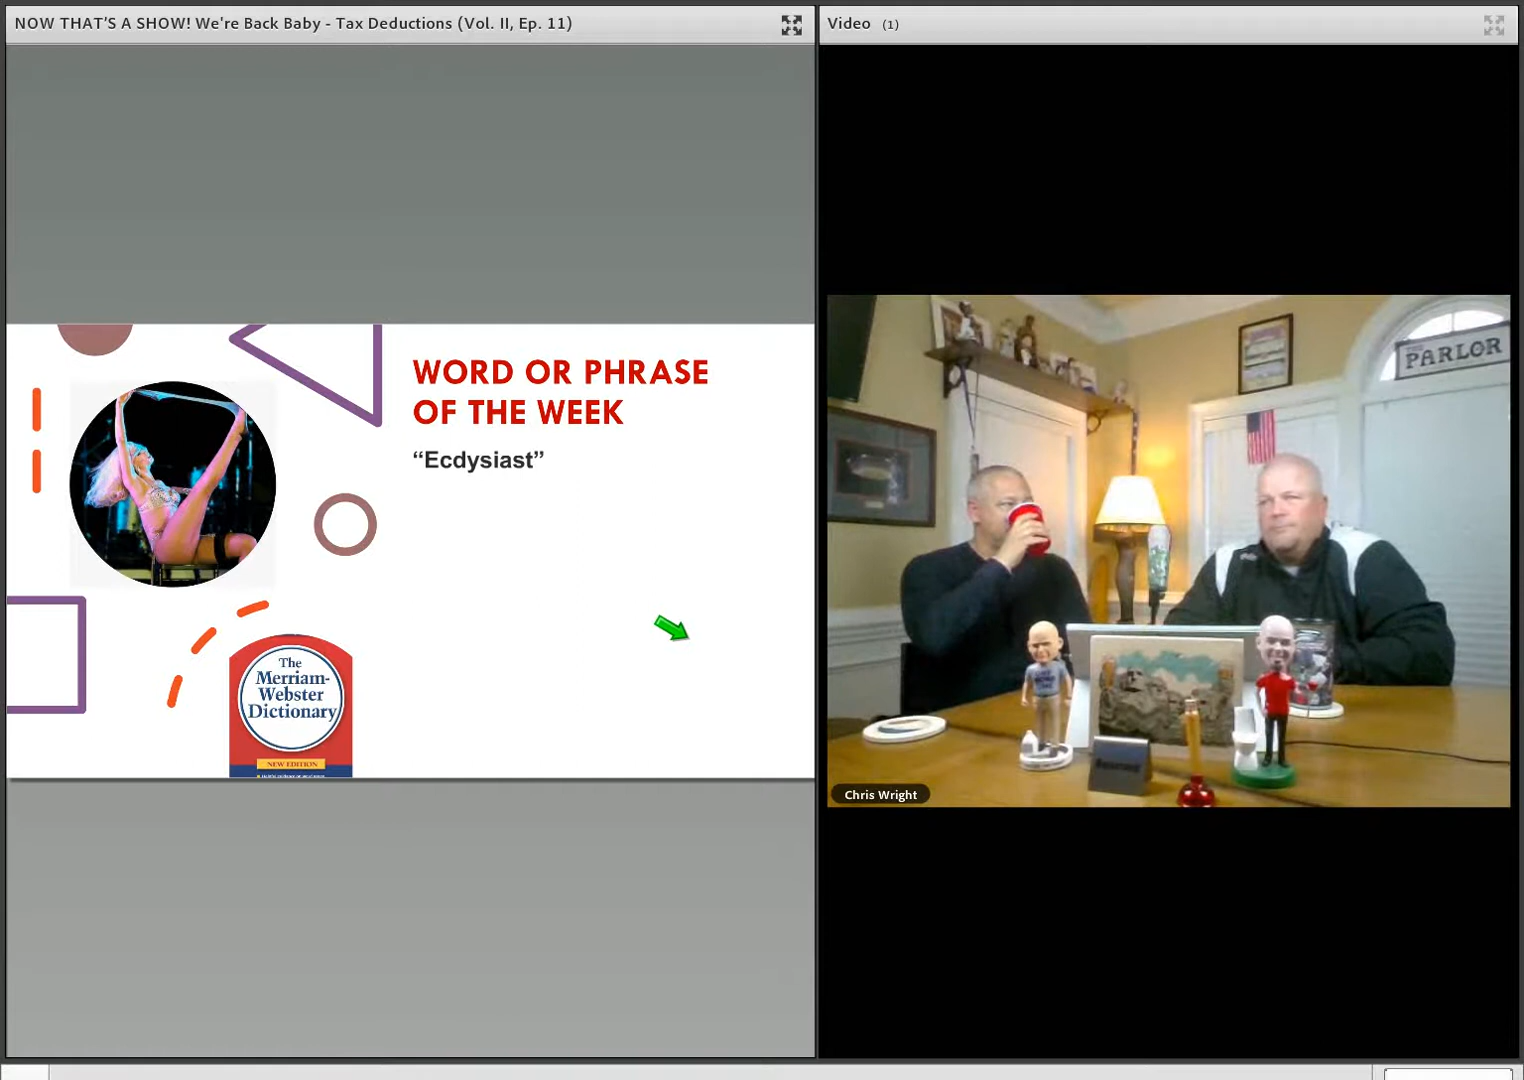 NOW THAT'S A SHOW! We're Back Baby - Tax Deductions (Vol. II, Ep. 11)
Video (1)
WORD OR PHRASE
OF THE WEEK
“Ecdysiast”
The
Merriam-
Webster
Dictionary
NEW EDITION
PARLOR
Chris Wright